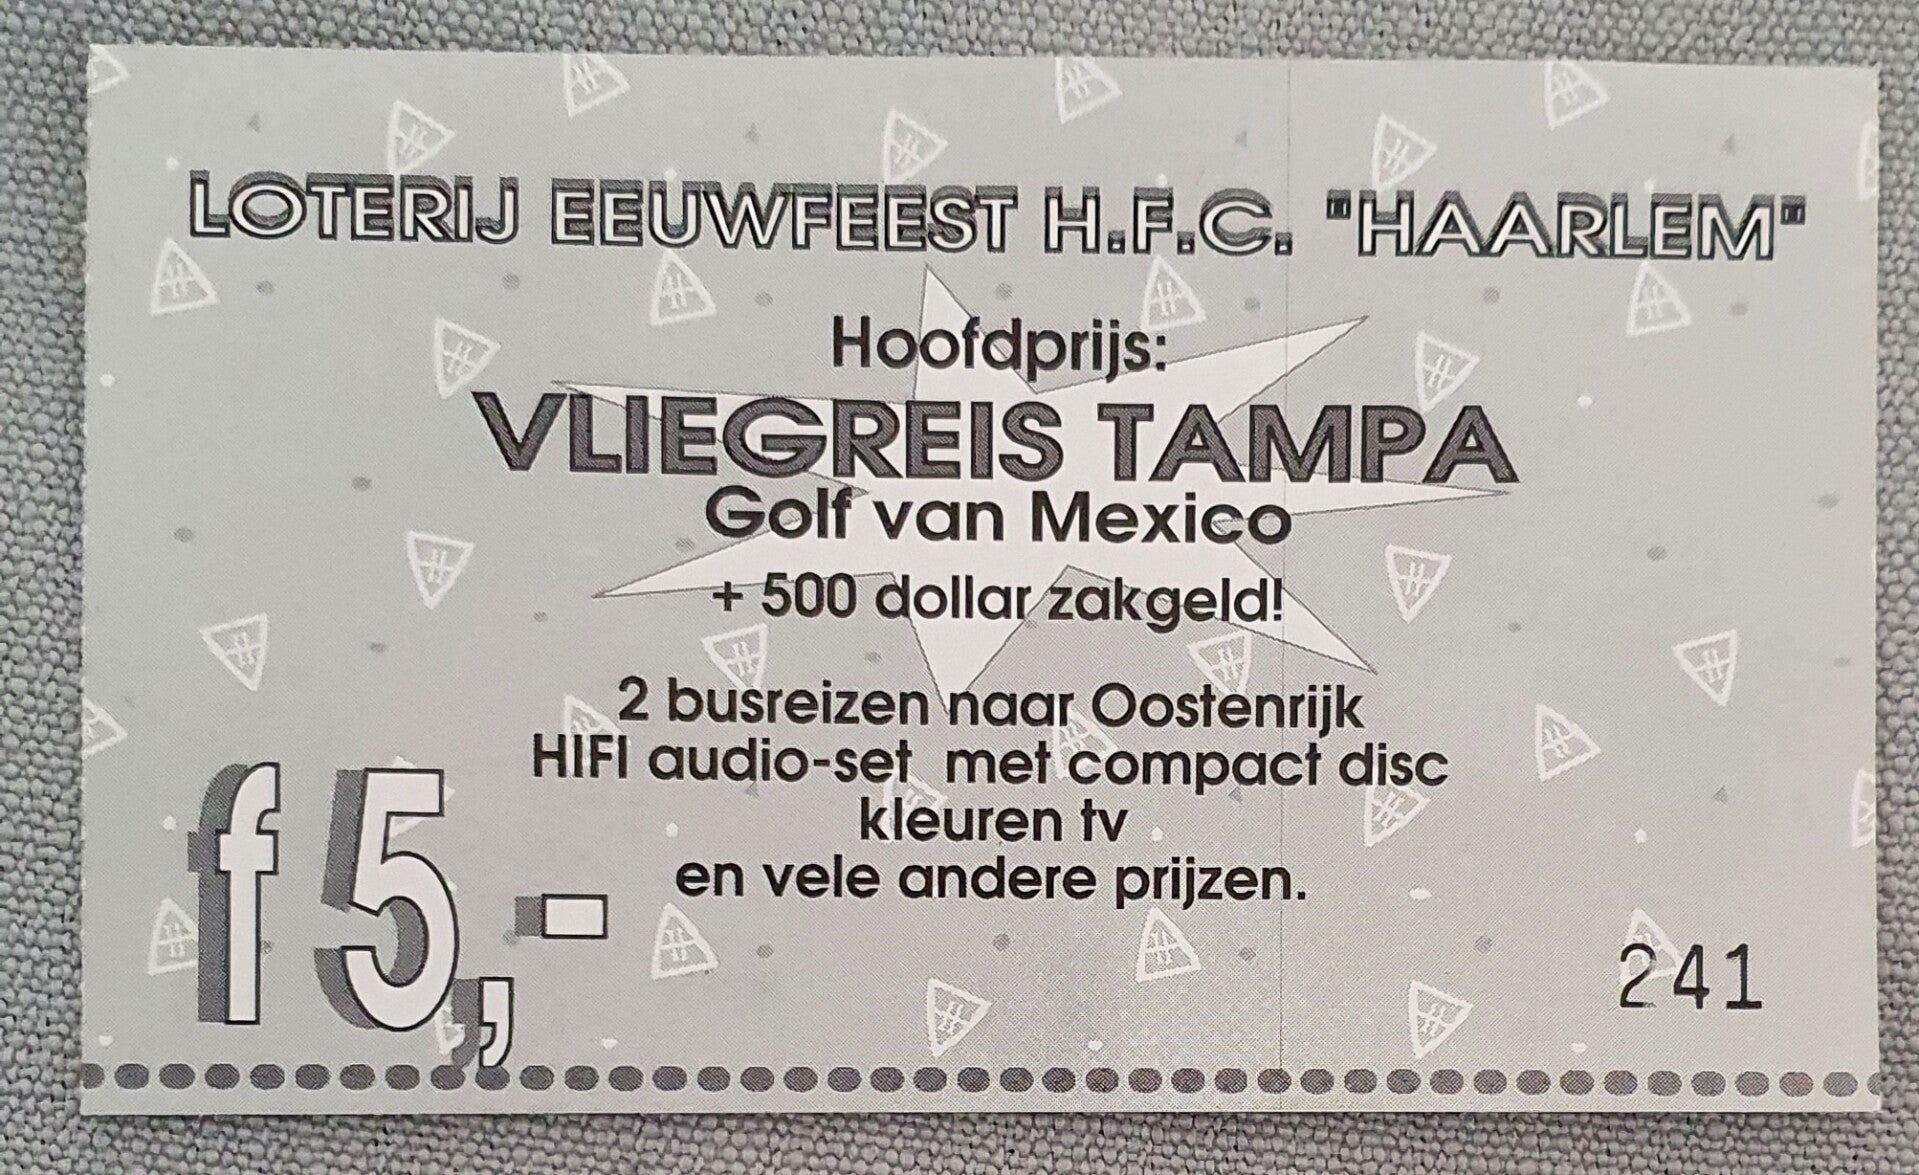 LOTERIJ EEUWFEEST H.F.C. "HAARLEM"
Hoofdprijs:
VLIEGREIS TAMPA
Golf van Mexico
+ 500 dollar zakgeld!
2 busreizen naar Oostenrijk
HIFI audio-set met compact disc
kleuren tv
en vele andere prijzen.
f 5,-
241